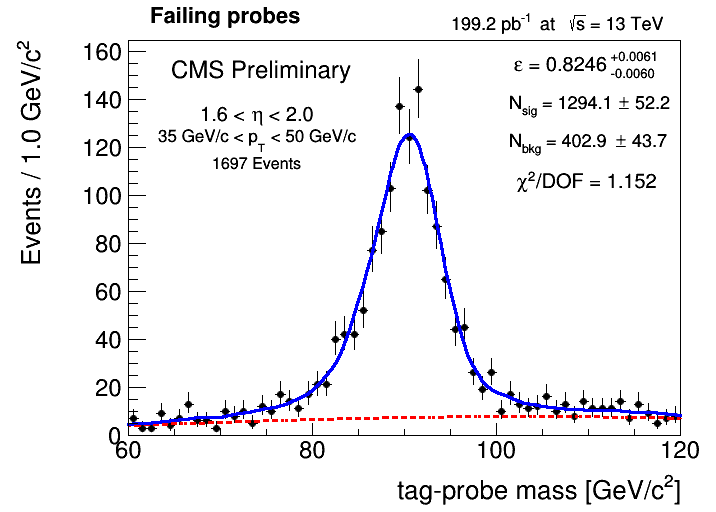 Failing probes
199.2 pb⁻¹ at √s = 13 TeV
CMS Preliminary
1.6 < η < 2.0
35 GeV/c < p_T < 50 GeV/c
1697 Events
ε = 0.8246 +0.0061 -0.0060
N_sig = 1294.1 ± 52.2
N_bkg = 402.9 ± 43.7
χ²/DOF = 1.152
Events / 1.0 GeV/c²
160
140
120
100
80
60
40
20
0
60 80 100 120
tag-probe mass [GeV/c²]